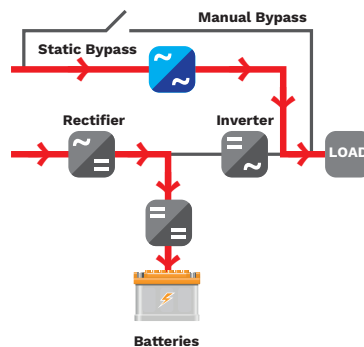 Manual Bypass
Static Bypass
Rectifier
Inverter
LOAD
Batteries